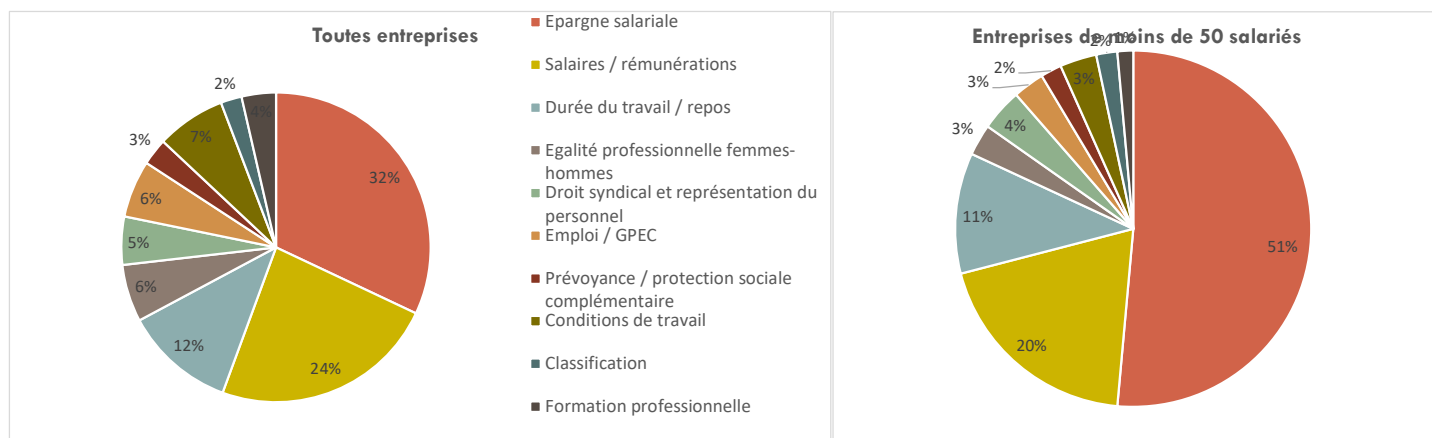 Toutes entreprises
32%
24%
12%
6%
5%
6%
3%
7%
2%
4%
Epargne salariale
Salaires / rémunérations
Durée du travail / repos
Egalité professionnelle femmes-
hommes
Droit syndical et représentation du
personnel
Emploi / GPEC
Prévoyance / protection sociale
complémentaire
Conditions de travail
Classification
Formation professionnelle
Entreprises de moins de 50 salariés
51%
20%
11%
3%
4%
3%
2%
3%
2%
1%